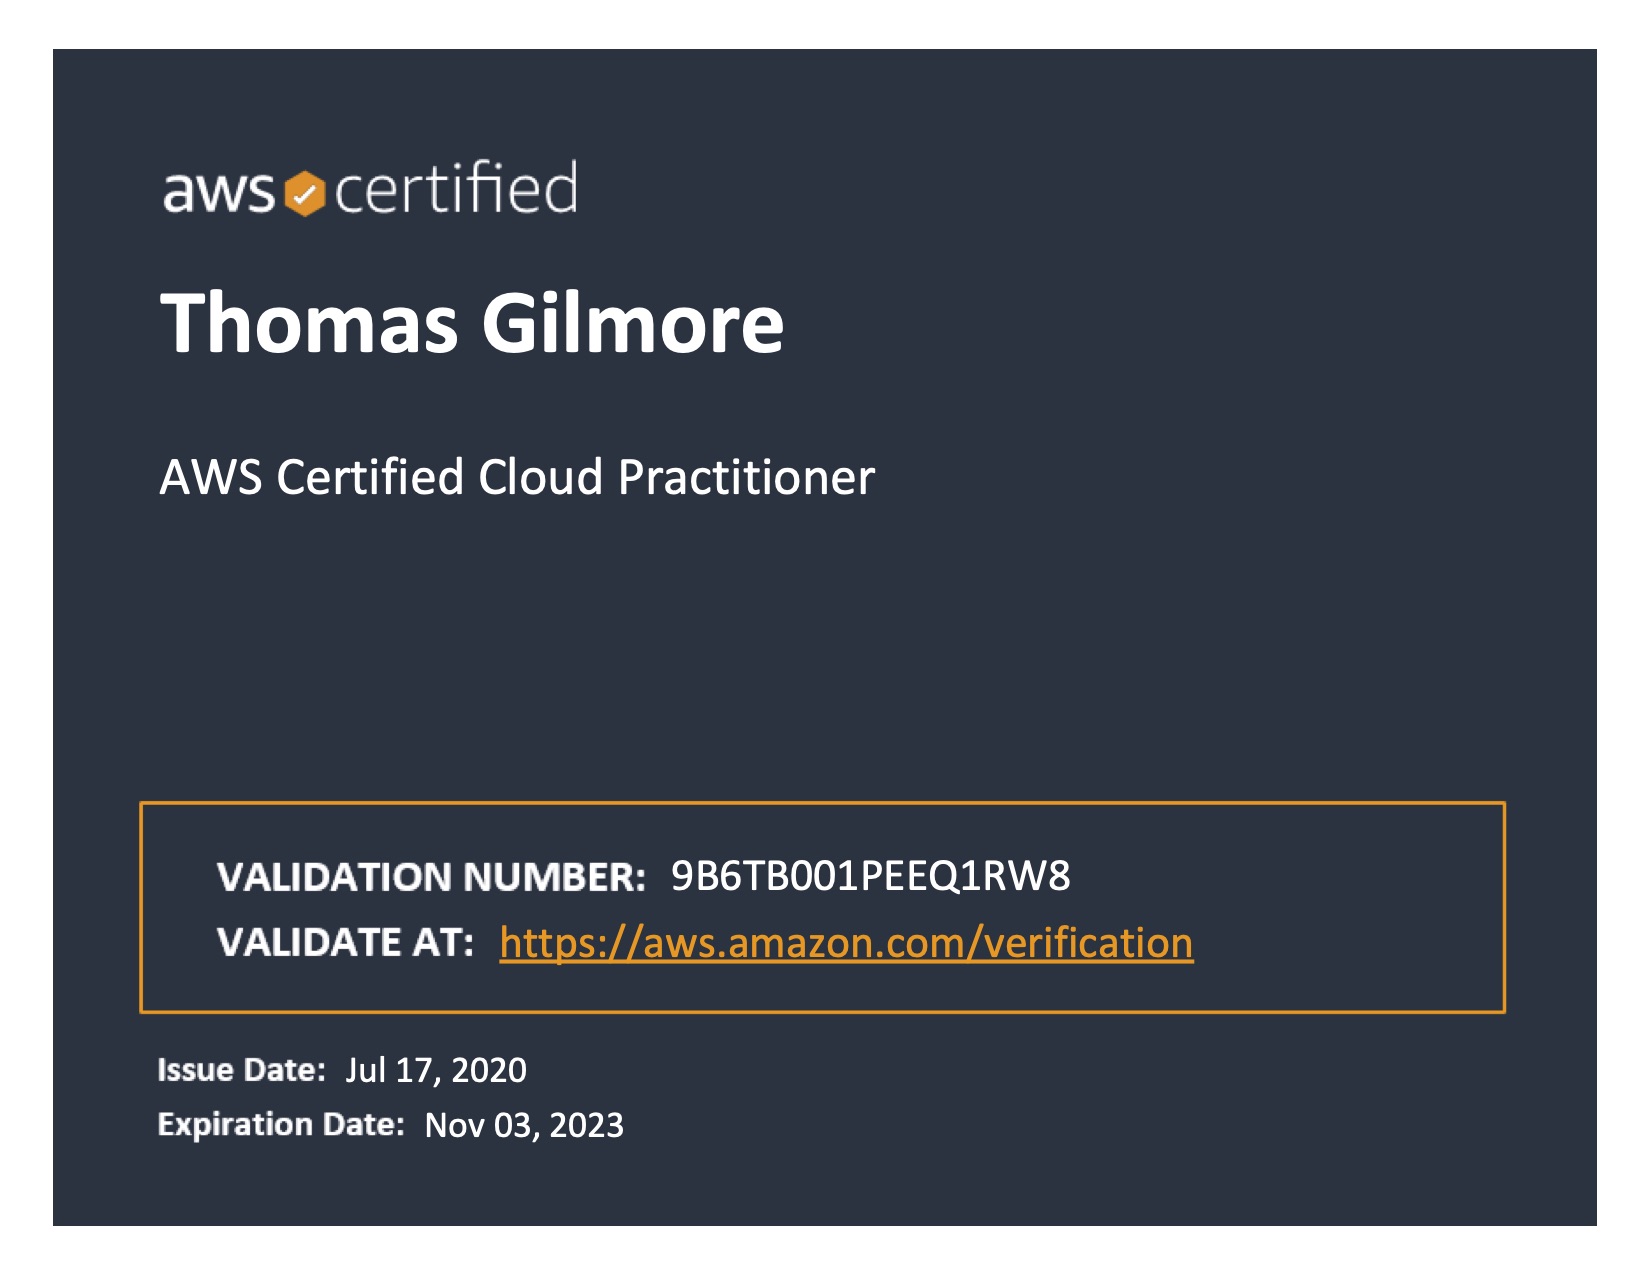 aws certified
Thomas Gilmore
AWS Certified Cloud Practitioner
VALIDATION NUMBER: 9B6TB001PEEQ1RW8
VALIDATE AT: https://aws.amazon.com/verification
Issue Date: Jul 17, 2020
Expiration Date: Nov 03, 2023